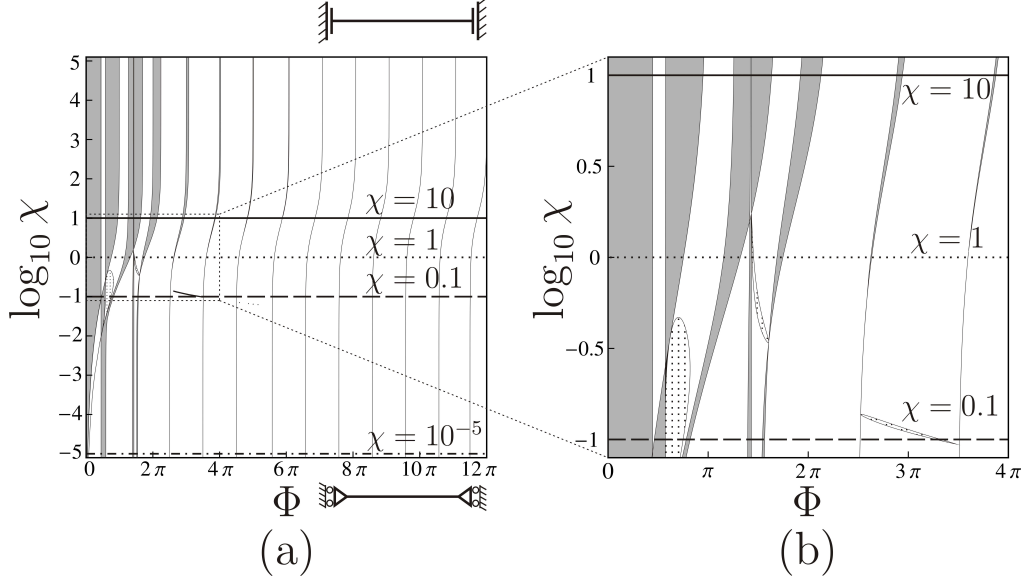 5
4
3
2
1
0
−1
−2
−3
−4
−5
log₁₀ χ
χ = 10
χ = 1
χ = 0.1
χ = 10⁻⁵
0 2π 4π 6π 8π 10π 12π
Φ
(a)
1
0.5
0
−0.5
−1
log₁₀ χ
χ = 10
χ = 1
χ = 0.1
0 π 2π 3π 4π
Φ
(b)